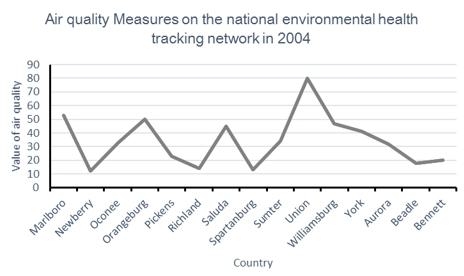 Air quality Measures on the national environmental health
tracking network in 2004
Value of air quality
90
80
70
60
50
40
30
20
10
0
Marlboro
Newberry
Oconee
Orangeburg
Pickens
Richland
Saluda
Spartanburg
Sumter
Union
Williamsburg
York
Aurora
Beadle
Bennett
Country